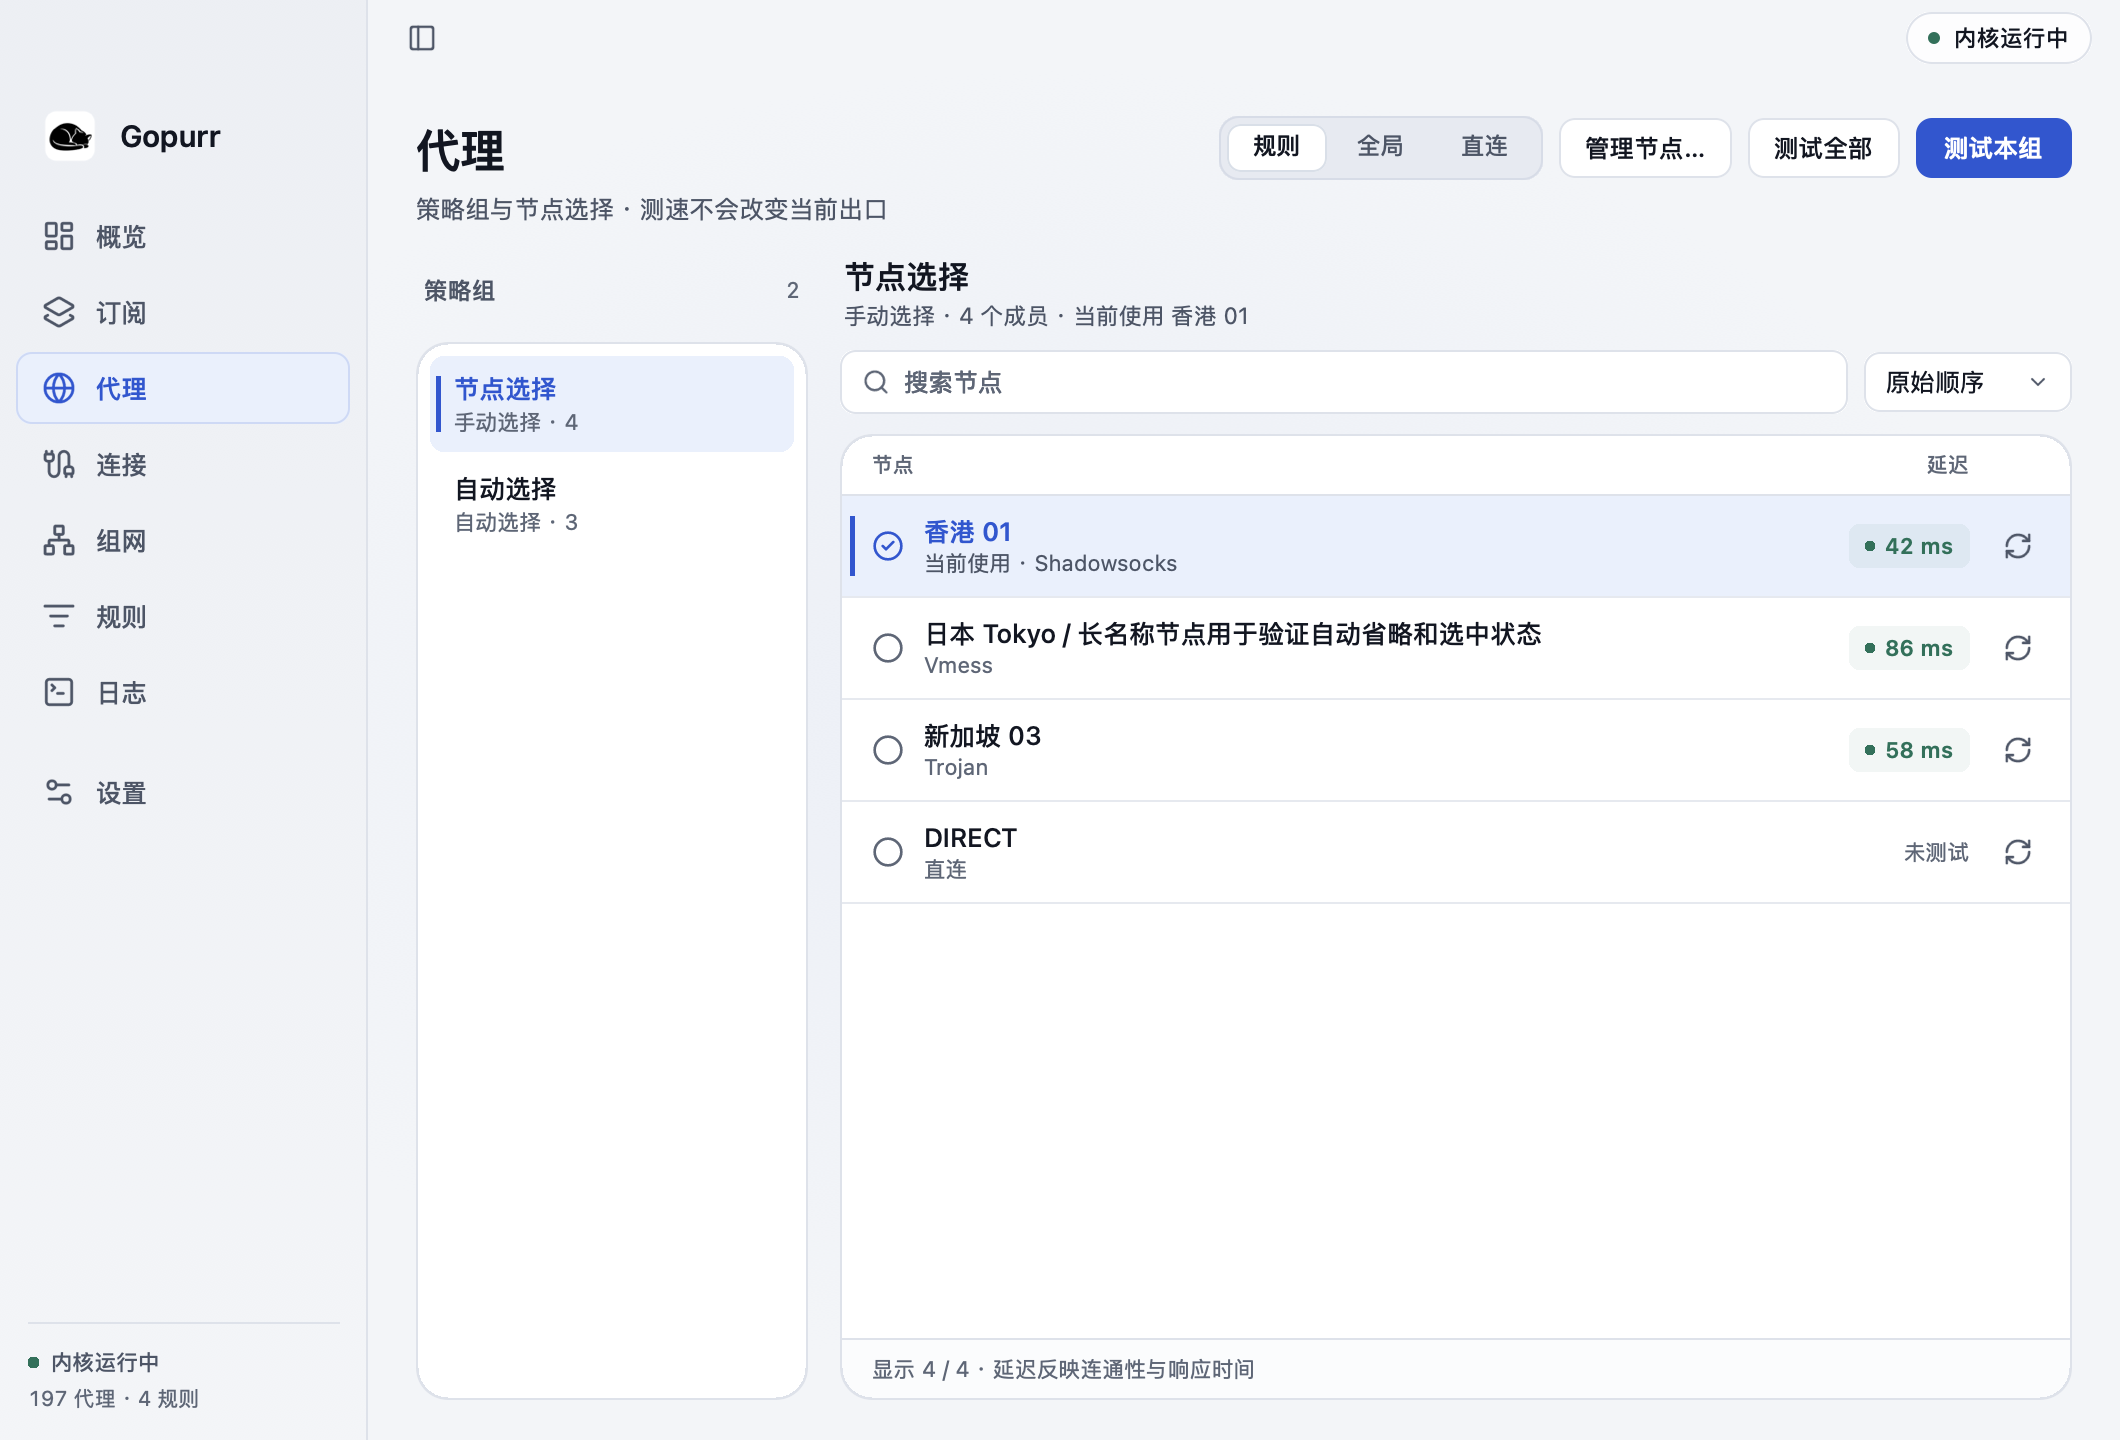 内核运行中
Gopurr
概览
订阅
代理
连接
组网
规则
日志
设置
内核运行中
197 代理 · 4 规则
代理
策略组与节点选择 · 测速不会改变当前出口
规则 全局 直连 管理节点... 测试全部 测试本组
策略组 2
节点选择
手动选择 · 4
自动选择
自动选择 · 3
节点选择
手动选择 · 4 个成员 · 当前使用 香港 01
搜索节点 原始顺序
节点 延迟
香港 01
当前使用 · Shadowsocks
42 ms
日本 Tokyo / 长名称节点用于验证自动省略和选中状态
Vmess
86 ms
新加坡 03
Trojan
58 ms
DIRECT
直连
未测试
显示 4 / 4 · 延迟反映连通性与响应时间